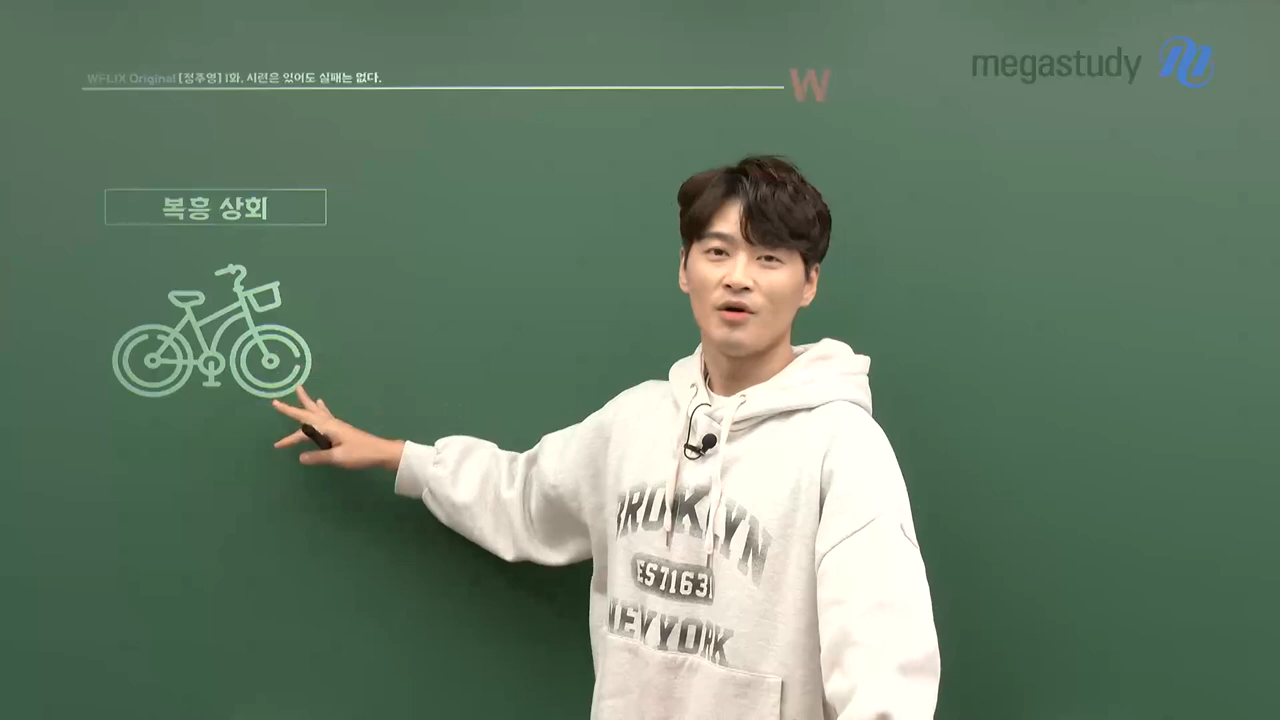 WFLIX Original [정주영] 1화. 시련은 있어도 실패는 없다.
W
megastudy
복흥 상회
BROOKLYN
EST1631
NEW YORK